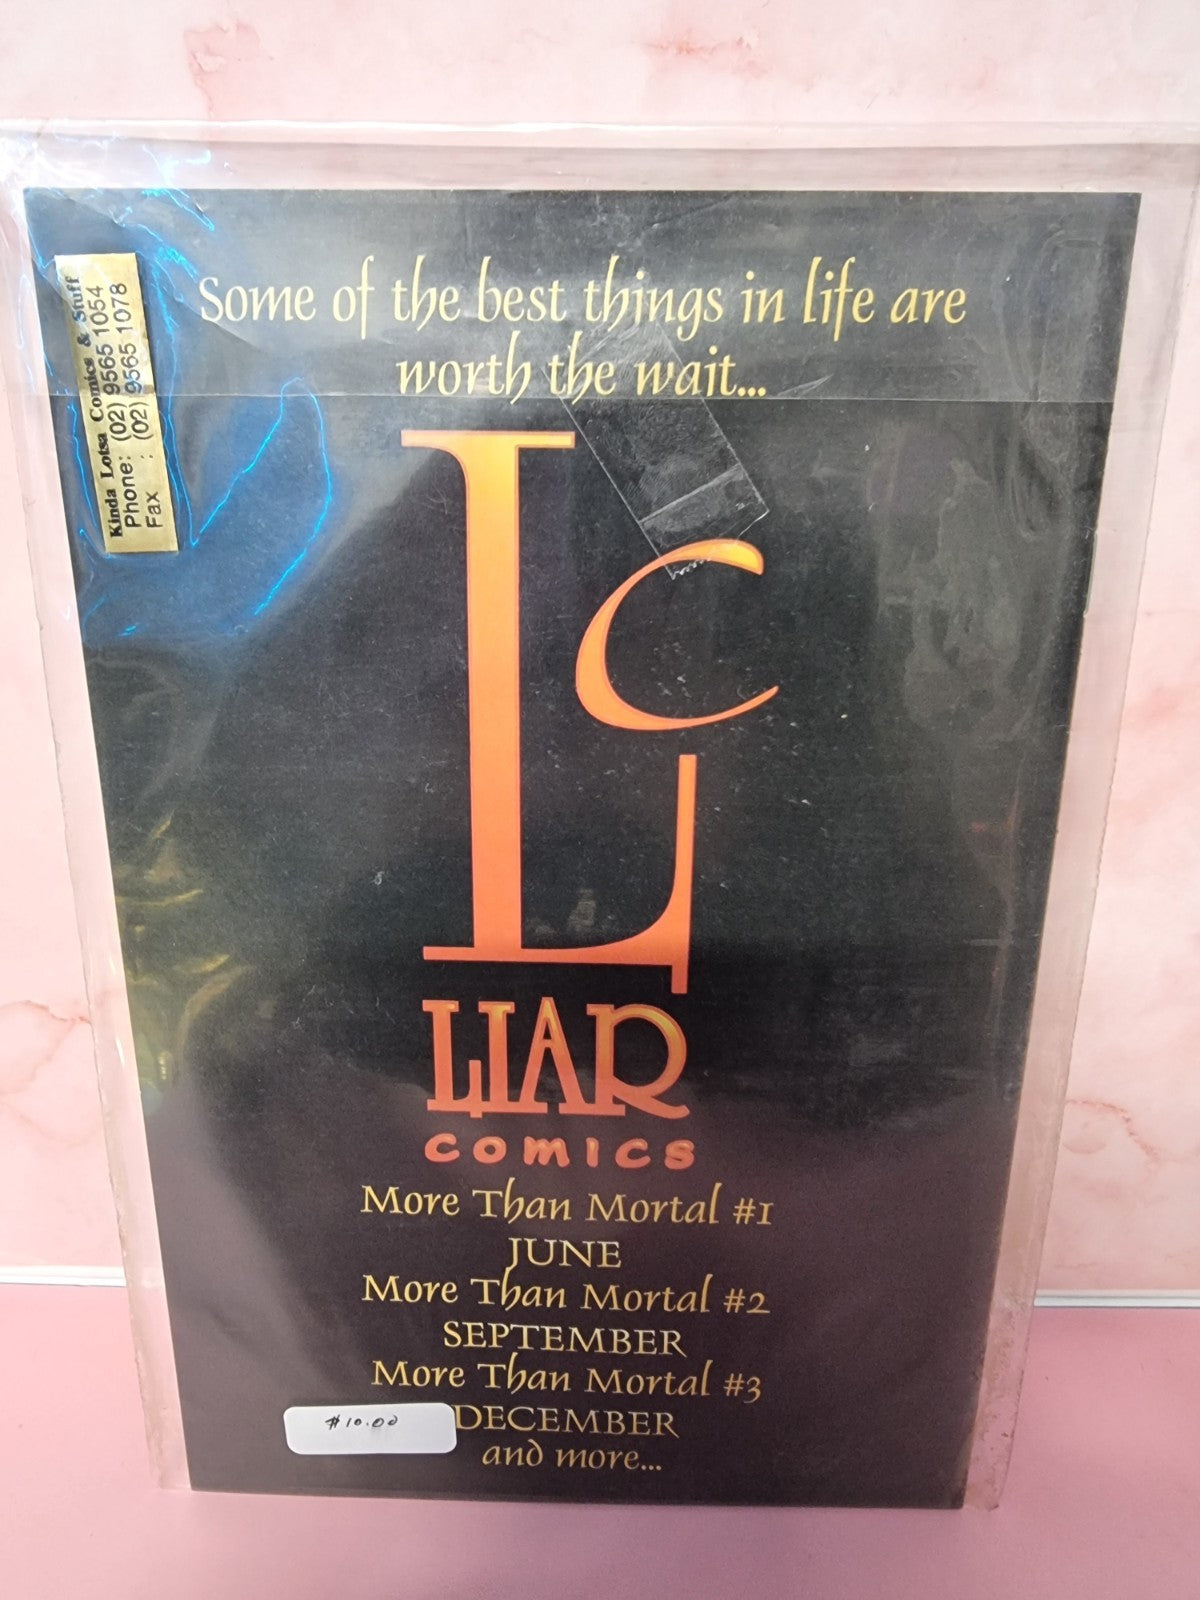 Some of the best things in life are
worth the wait...
Kinda Lotsa Comics & Stuff
Phone: (02) 9565 1054
Fax : (02) 9565 1078
Lc
LIAR
COMICS
More Than Mortal #1
JUNE
More Than Mortal #2
SEPTEMBER
More Than Mortal #3
DECEMBER
and more...
$10.00